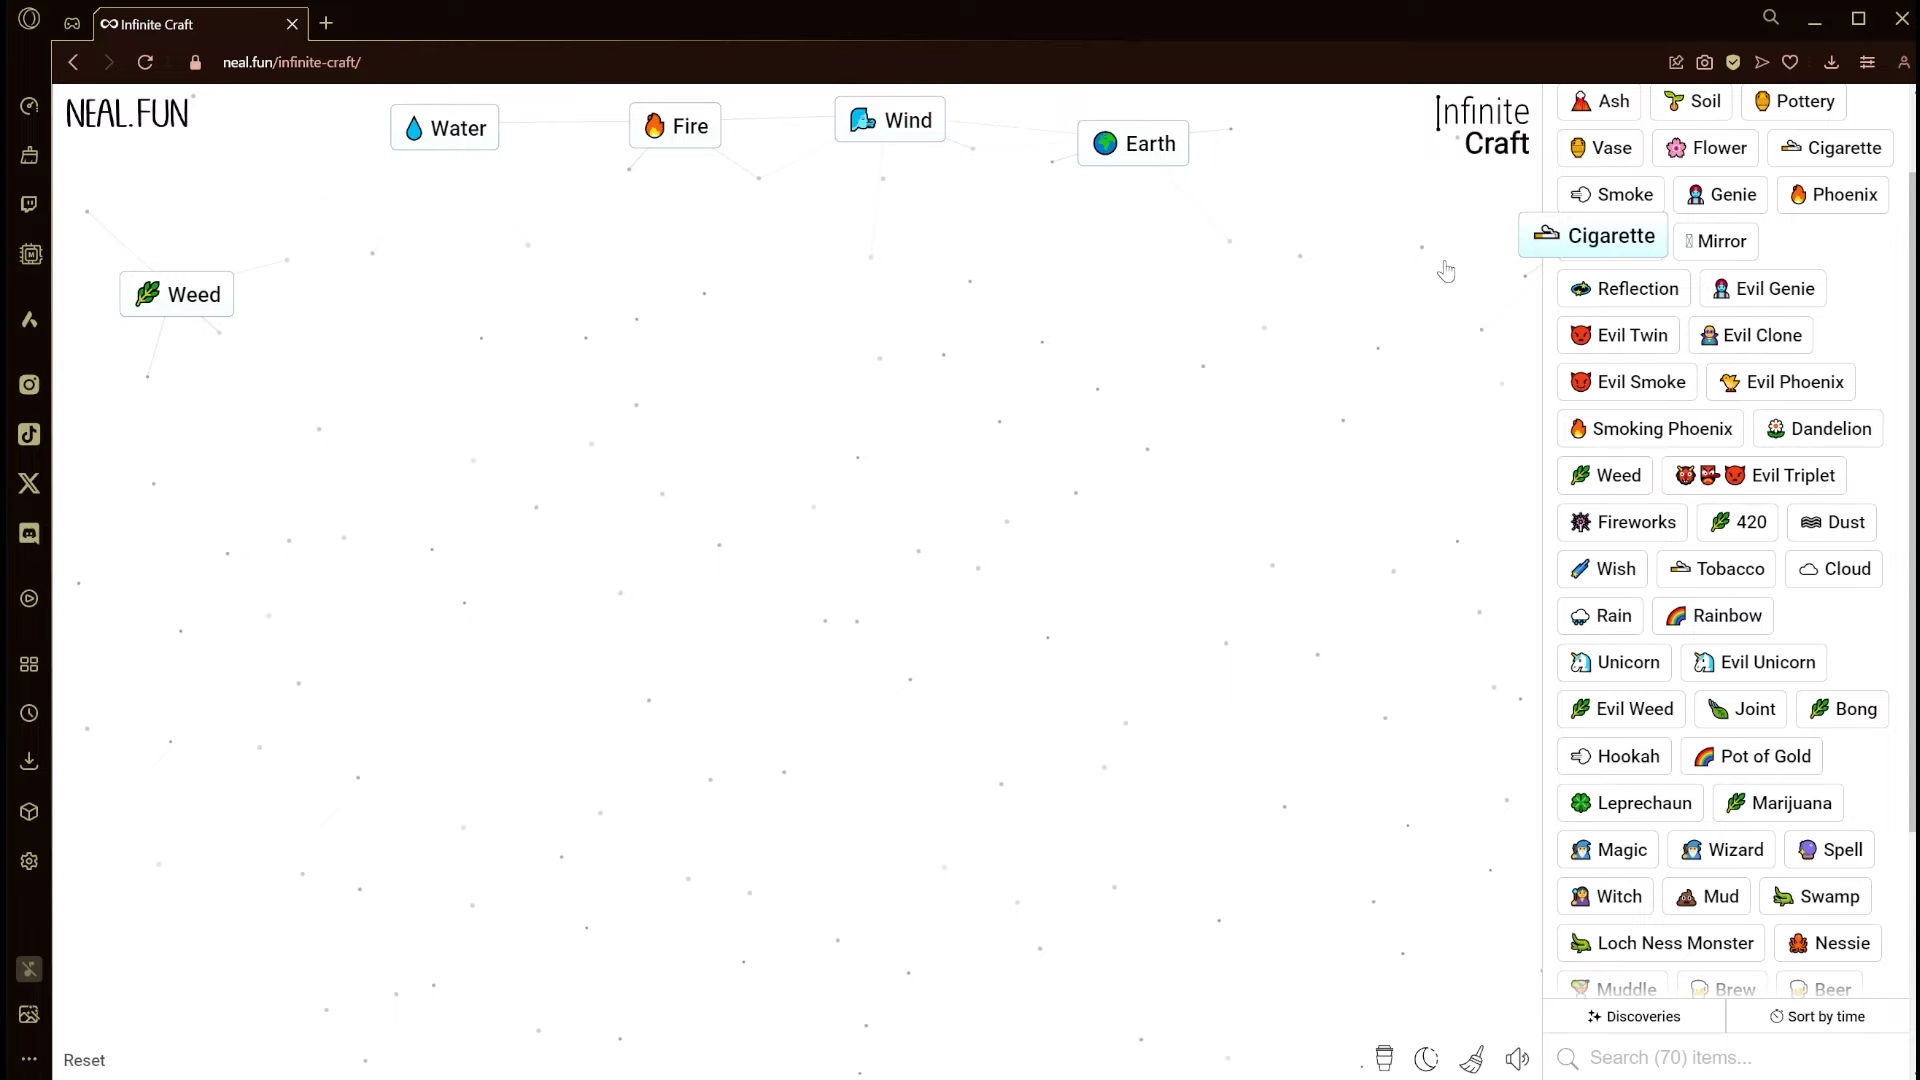 Infinite Craft
neal.fun/infinite-craft/
NEAL.FUN
Water
Fire
Wind
Earth
Infinite
Craft
Weed
Ash Soil Pottery
Vase Flower Cigarette
Smoke Genie Phoenix
Cigarette Mirror
Reflection Evil Genie
Evil Twin Evil Clone
Evil Smoke Evil Phoenix
Smoking Phoenix Dandelion
Weed Evil Triplet
Fireworks 420 Dust
Wish Tobacco Cloud
Rain Rainbow
Unicorn Evil Unicorn
Evil Weed Joint Bong
Hookah Pot of Gold
Leprechaun Marijuana
Magic Wizard Spell
Witch Mud Swamp
Loch Ness Monster Nessie
Muddle Brew Beer
Discoveries Sort by time
Reset
Search (70) items...